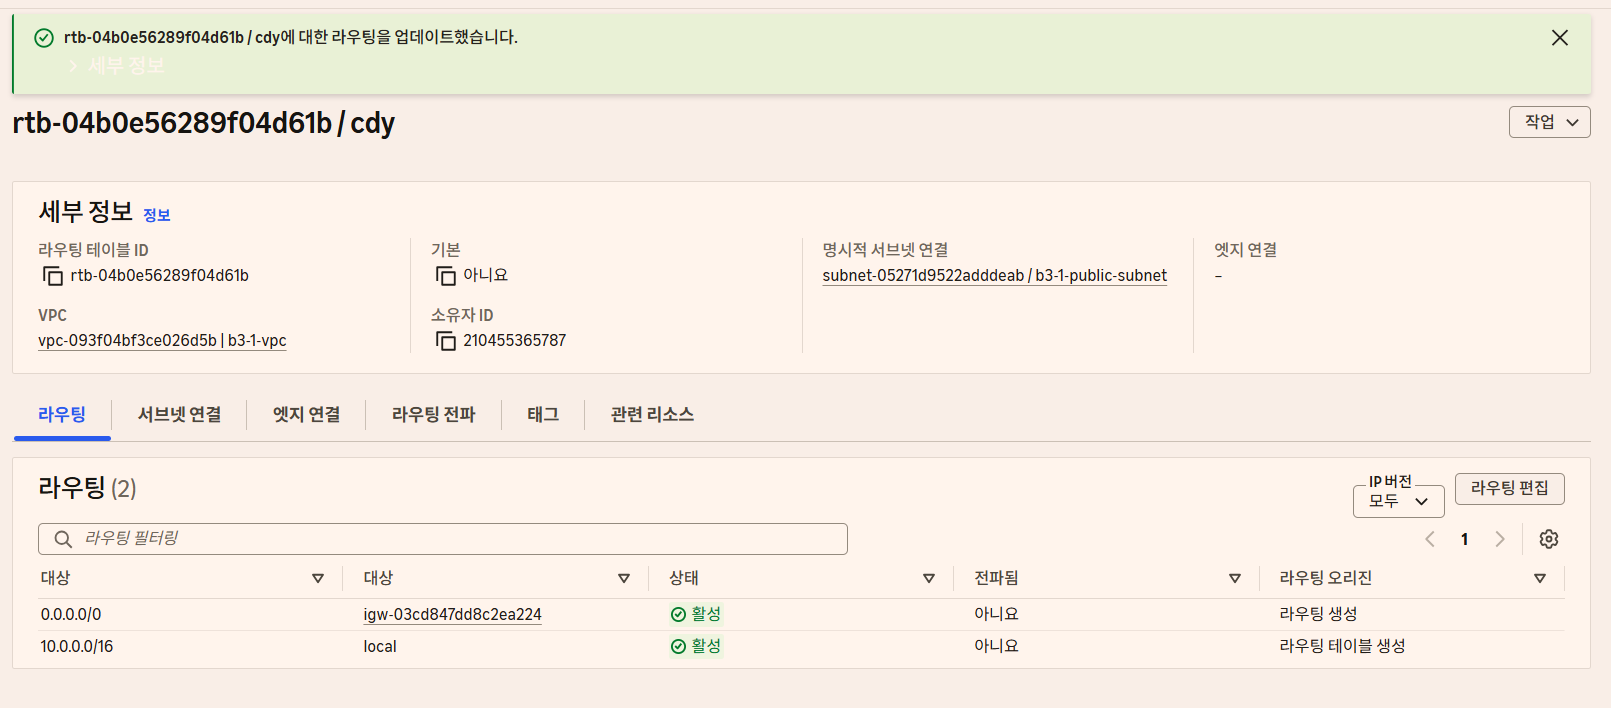 rtb-04b0e56289f04d61b / cdy에 대한 라우팅을 업데이트했습니다.
세부 정보
rtb-04b0e56289f04d61b / cdy
작업
세부 정보 정보
라우팅 테이블 ID
rtb-04b0e56289f04d61b
기본
아니요
명시적 서브넷 연결
subnet-05271d9522adddeab / b3-1-public-subnet
엣지 연결
–
VPC
vpc-093f04bf3ce026d5b | b3-1-vpc
소유자 ID
210455365787
라우팅 서브넷 연결 엣지 연결 라우팅 전파 태그 관련 리소스
라우팅 (2)
IP 버전
모두
라우팅 편집
라우팅 필터링
1
대상 대상 상태 전파됨 라우팅 오리진
0.0.0.0/0 igw-03cd847dd8c2ea224 활성 아니요 라우팅 생성
10.0.0.0/16 local 활성 아니요 라우팅 테이블 생성